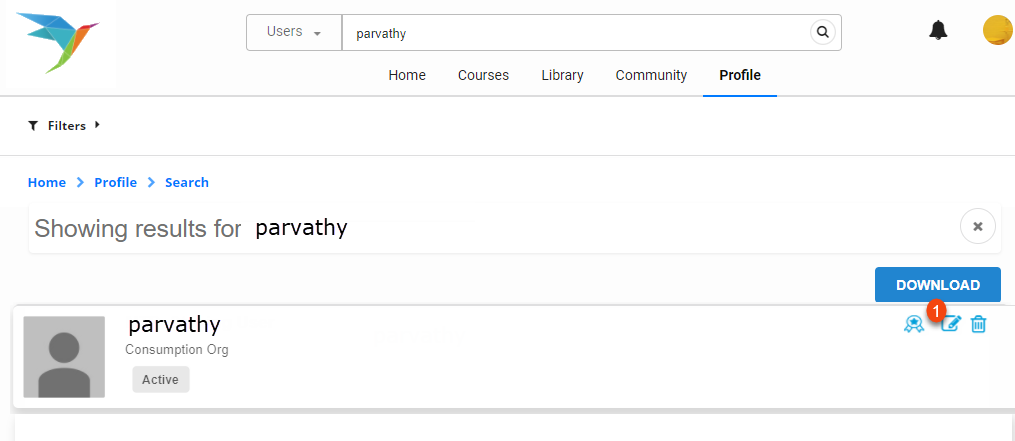 Users
parvathy
Home Courses Library Community Profile
Filters
Home Profile Search
Showing results for parvathy
DOWNLOAD
1
parvathy
Consumption Org
Active